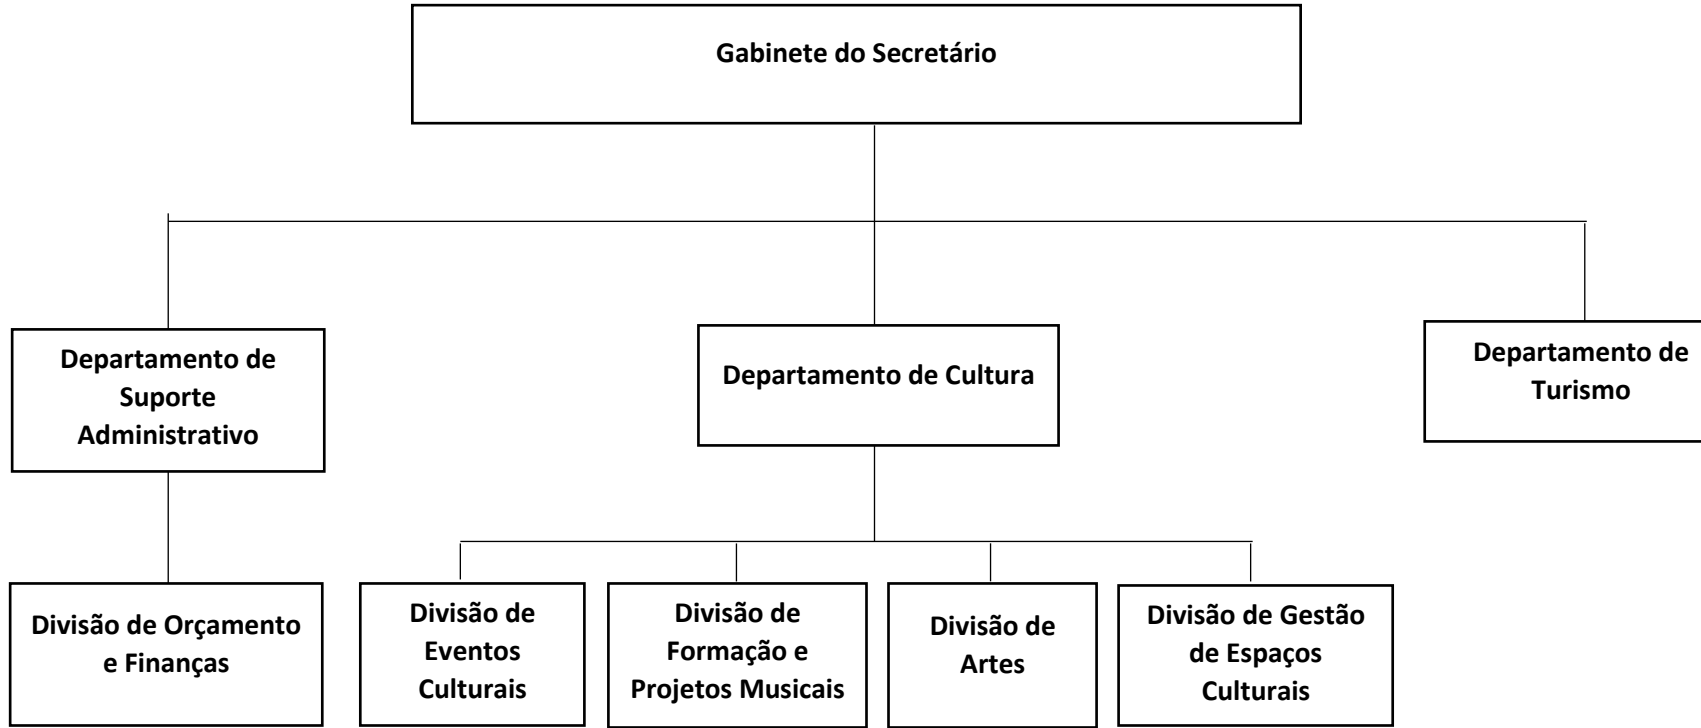 Gabinete do Secretário
Departamento de
Suporte
Administrativo
Departamento de Cultura
Departamento de
Turismo
Divisão de Orçamento
e Finanças
Divisão de
Eventos
Culturais
Divisão de
Formação e
Projetos Musicais
Divisão de
Artes
Divisão de Gestão
de Espaços
Culturais